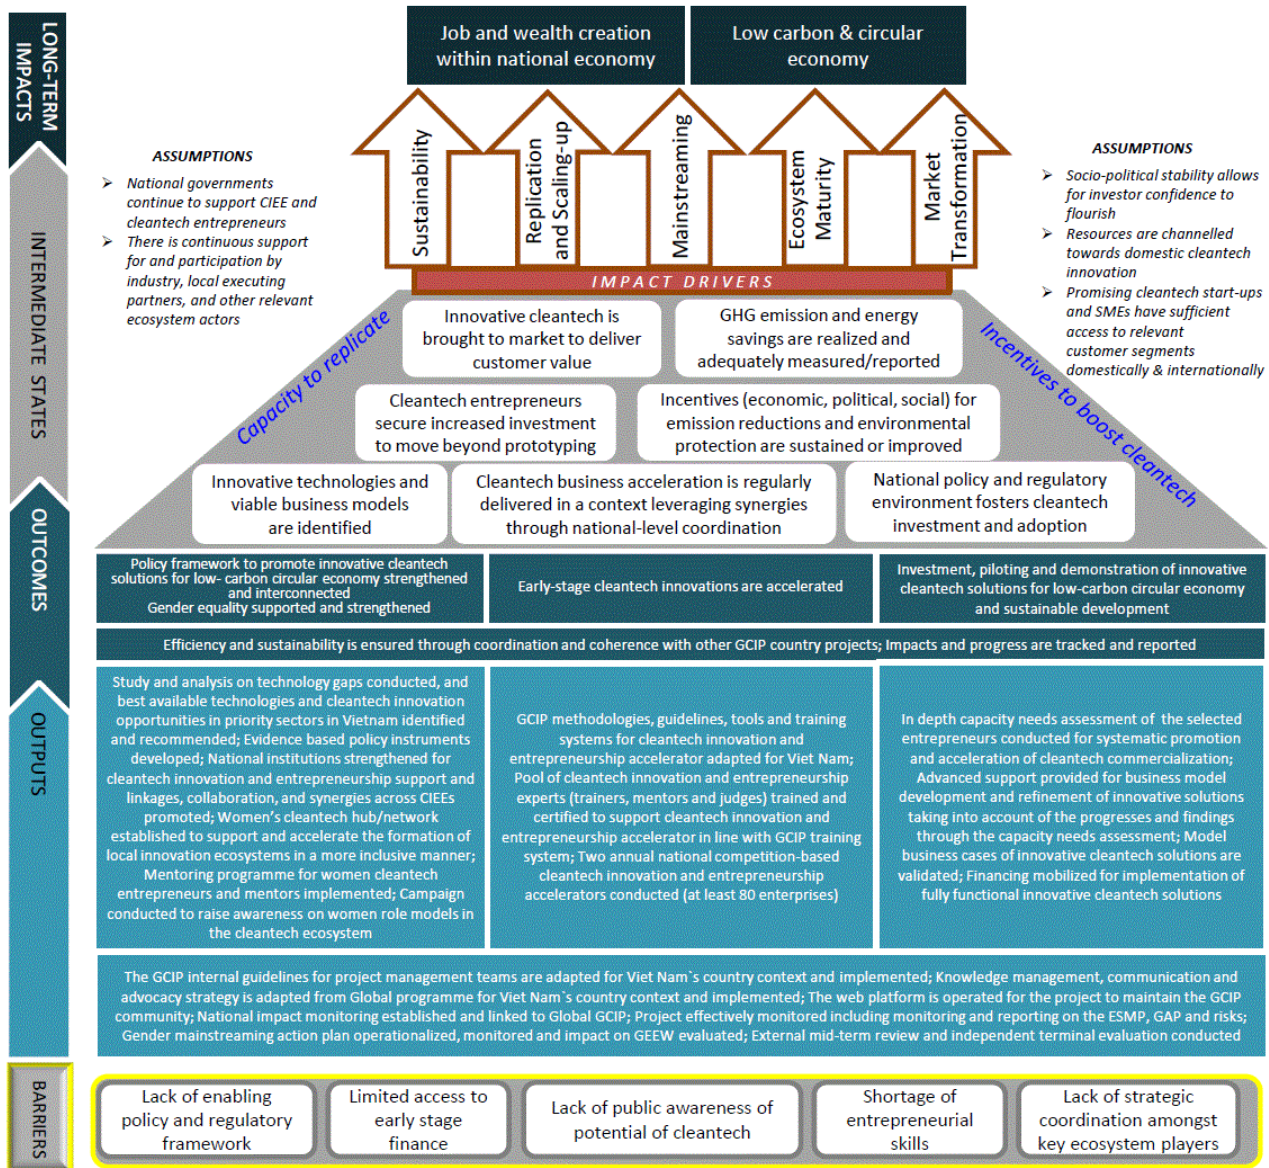 LONG-TERM
IMPACTS
Job and wealth creation
within national economy
Low carbon & circular
economy
Sustainability
Replication
and Scaling-up
Mainstreaming
Ecosystem
Maturity
Market
Transformation
IMPACT DRIVERS
ASSUMPTIONS
➤ National governments
continue to support CIEE and
cleantech entrepreneurs
➤ There is continuous support
for and participation by
industry, local executing
partners, and other relevant
ecosystem actors
ASSUMPTIONS
➤ Socio-political stability allows
for investor confidence to
flourish
➤ Resources are channelled
towards domestic cleantech
innovation
➤ Promising cleantech start-ups
and SMEs have sufficient
access to relevant
customer segments
domestically & internationally
INTERMEDIATE STATES
Capacity to replicate
Incentives to boost cleantech
Innovative cleantech is
brought to market to deliver
customer value
GHG emission and energy
savings are realized and
adequately measured/reported
Cleantech entrepreneurs
secure increased investment
to move beyond prototyping
Incentives (economic, political, social) for
emission reductions and environmental
protection are sustained or improved
Innovative technologies and
viable business models
are identified
Cleantech business acceleration is regularly
delivered in a context leveraging synergies
through national-level coordination
National policy and regulatory
environment fosters cleantech
investment and adoption
OUTCOMES
Policy framework to promote innovative cleantech
solutions for low- carbon circular economy strengthened
and interconnected
Gender equality supported and strengthened
Early-stage cleantech innovations are accelerated
Investment, piloting and demonstration of innovative
cleantech solutions for low-carbon circular economy
and sustainable development
Efficiency and sustainability is ensured through coordination and coherence with other GCIP country projects; Impacts and progress are tracked and reported
OUTPUTS
Study and analysis on technology gaps conducted, and
best available technologies and cleantech innovation
opportunities in priority sectors in Vietnam identified
and recommended; Evidence based policy instruments
developed; National institutions strengthened for
cleantech innovation and entrepreneurship support and
linkages, collaboration, and synergies across CIEEs
promoted; Women's cleantech hub/network
established to support and accelerate the formation of
local innovation ecosystems in a more inclusive manner;
Mentoring programme for women cleantech
entrepreneurs and mentors implemented; Campaign
conducted to raise awareness on women role models in
the cleantech ecosystem
GCIP methodologies, guidelines, tools and training
systems for cleantech innovation and
entrepreneurship accelerator adapted for Viet Nam;
Pool of cleantech innovation and entrepreneurship
experts (trainers, mentors and judges) trained and
certified to support cleantech innovation and
entrepreneurship accelerator in line with GCIP training
system; Two annual national competition-based
cleantech innovation and entrepreneurship
accelerators conducted (at least 80 enterprises)
In depth capacity needs assessment of the selected
entrepreneurs conducted for systematic promotion
and acceleration of cleantech commercialization;
Advanced support provided for business model
development and refinement of innovative solutions
taking into account of the progresses and findings
through the capacity needs assessment; Model
business cases of innovative cleantech solutions are
validated; Financing mobilized for implementation of
fully functional innovative cleantech solutions
The GCIP internal guidelines for project management teams are adapted for Viet Nam`s country context and implemented; Knowledge management, communication and
advocacy strategy is adapted from Global programme for Viet Nam`s country context and implemented; The web platform is operated for the project to maintain the GCIP
community; National impact monitoring established and linked to Global GCIP; Project effectively monitored including monitoring and reporting on the ESMP, GAP and risks;
Gender mainstreaming action plan operationalized, monitored and impact on GEEW evaluated; External mid-term review and independent terminal evaluation conducted
BARRIERS
Lack of enabling
policy and regulatory
framework
Limited access to
early stage
finance
Lack of public awareness of
potential of cleantech
Shortage of
entrepreneurial
skills
Lack of strategic
coordination amongst
key ecosystem players